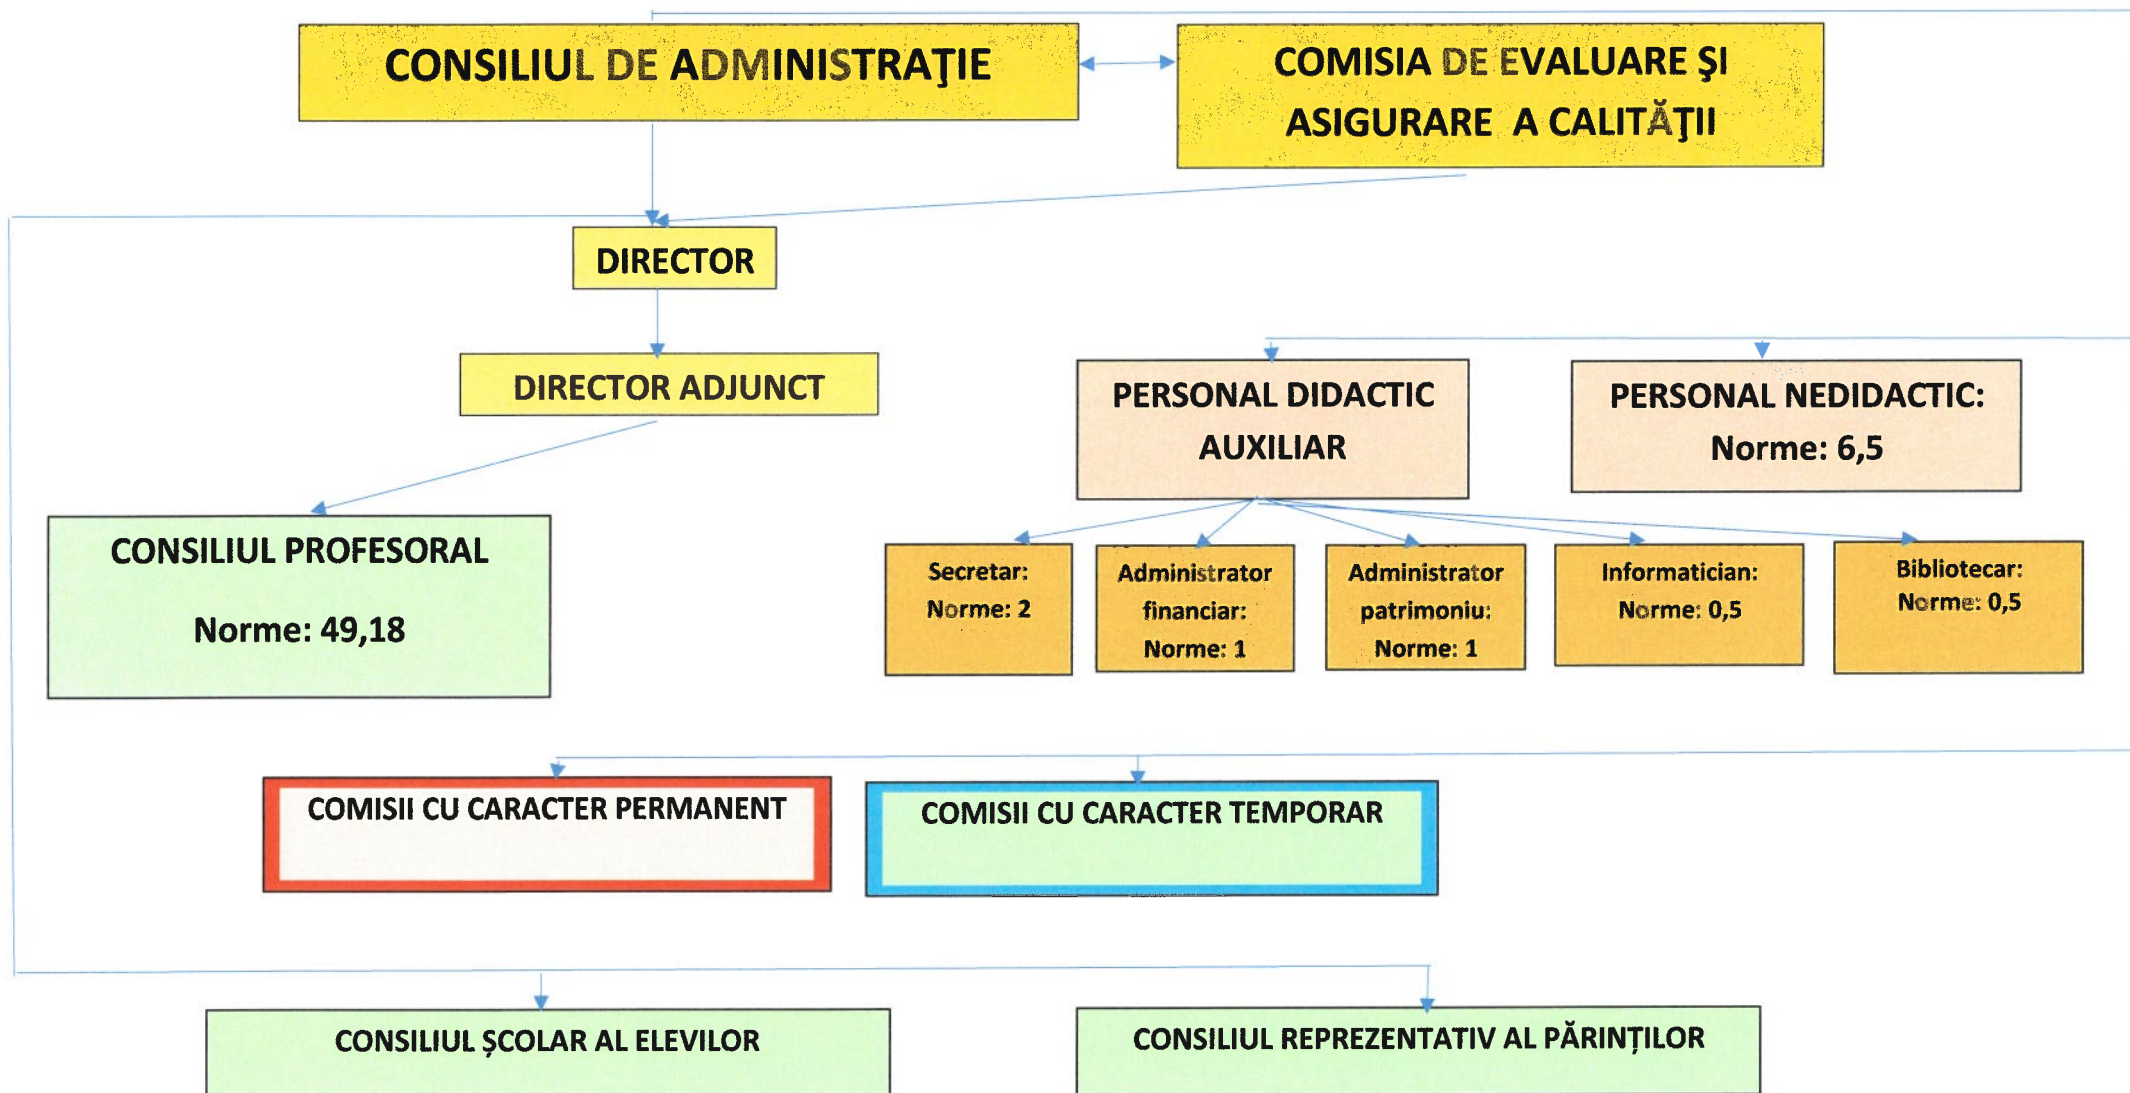 CONSILIUL DE ADMINISTRAŢIE
COMISIA DE EVALUARE ŞI
ASIGURARE A CALITĂŢII
DIRECTOR
DIRECTOR ADJUNCT
PERSONAL DIDACTIC
AUXILIAR
PERSONAL NEDIDACTIC:
Norme: 6,5
CONSILIUL PROFESORAL
Norme: 49,18
Secretar:
Norme: 2
Administrator
financiar:
Norme: 1
Administrator
patrimoniu:
Norme: 1
Informatician:
Norme: 0,5
Bibliotecar:
Norme: 0,5
COMISII CU CARACTER PERMANENT
COMISII CU CARACTER TEMPORAR
CONSILIUL ȘCOLAR AL ELEVILOR
CONSILIUL REPREZENTATIV AL PĂRINȚILOR